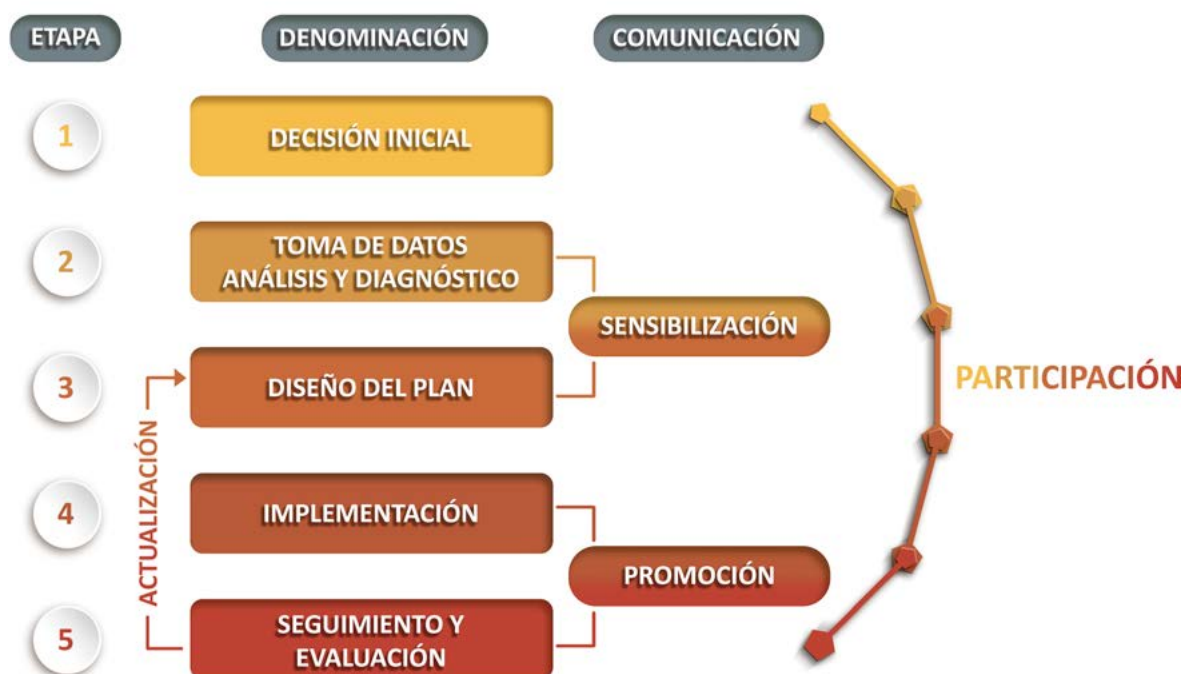 ETAPA
DENOMINACIÓN
COMUNICACIÓN
1
DECISIÓN INICIAL
2
TOMA DE DATOS
ANÁLISIS Y DIAGNÓSTICO
SENSIBILIZACIÓN
3
DISEÑO DEL PLAN
PARTICIPACIÓN
ACTUALIZACIÓN
4
IMPLEMENTACIÓN
PROMOCIÓN
5
SEGUIMIENTO Y
EVALUACIÓN